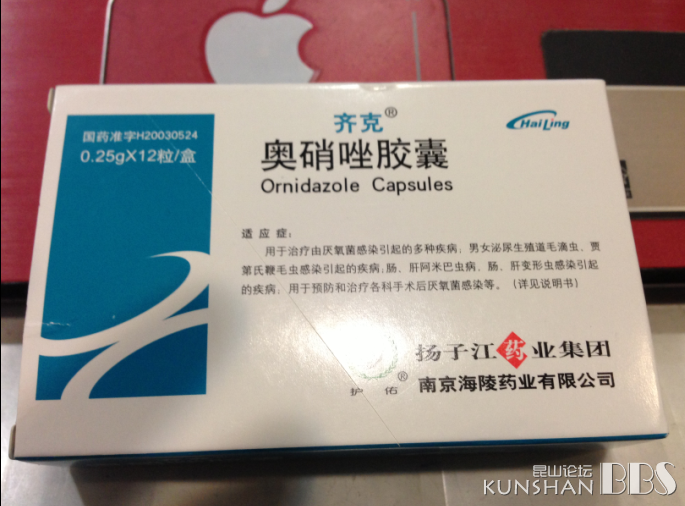 齐克®
HaiLing
国药准字H20030524
0.25gX12粒/盒
奥硝唑胶囊
Ornidazole Capsules
适应症：
用于治疗由厌氧菌感染引起的多种疾病；男女泌尿生殖道毛滴虫、贾
第氏鞭毛虫感染引起的疾病；肠、肝阿米巴虫病、肠、肝变形虫感染引起
的疾病，用于预防和治疗各科手术后厌氧菌感染等。（详见说明书）
扬子江药业集团
护佑®
南京海陵药业有限公司
昆山论坛
KUNSHAN BBS